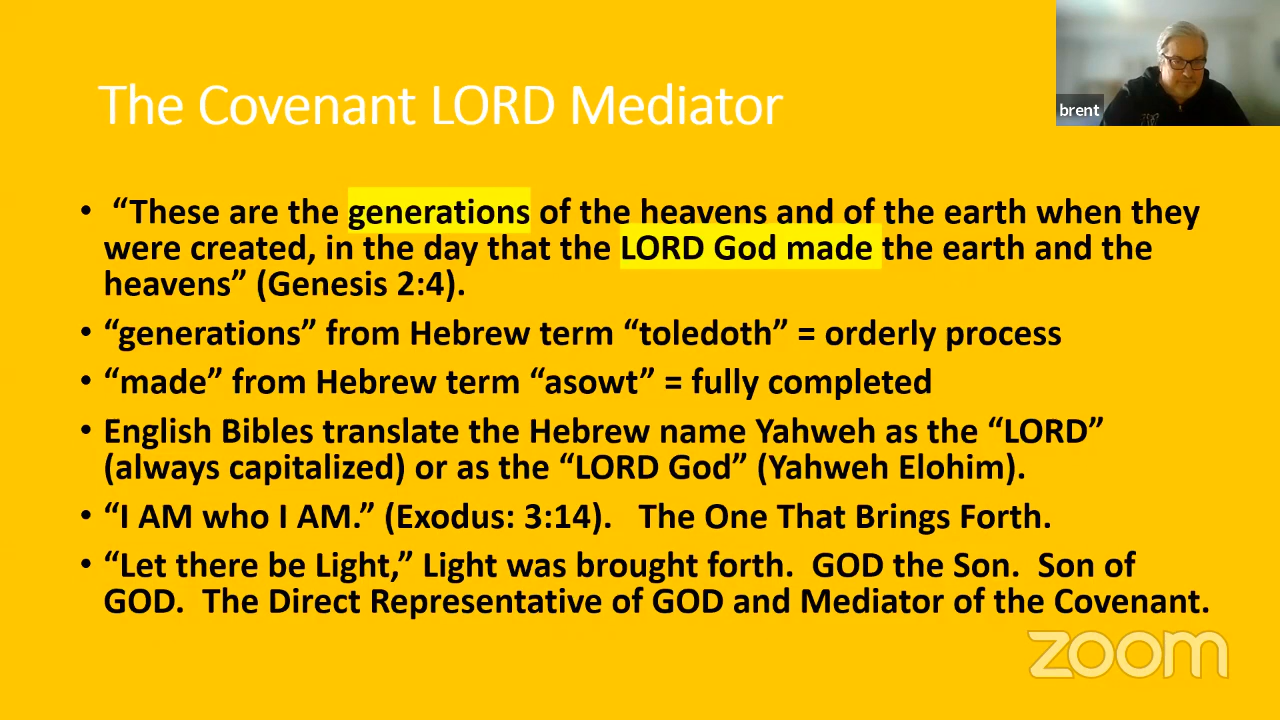 The Covenant LORD Mediator
brent
• “These are the generations of the heavens and of the earth when they
were created, in the day that the LORD God made the earth and the
heavens” (Genesis 2:4).
• “generations” from Hebrew term “toledoth” = orderly process
• “made” from Hebrew term “asowt” = fully completed
• English Bibles translate the Hebrew name Yahweh as the “LORD”
(always capitalized) or as the “LORD God” (Yahweh Elohim).
• “I AM who I AM.” (Exodus: 3:14).   The One That Brings Forth.
• “Let there be Light,” Light was brought forth.  GOD the Son.  Son of
GOD.  The Direct Representative of GOD and Mediator of the Covenant.
zoom